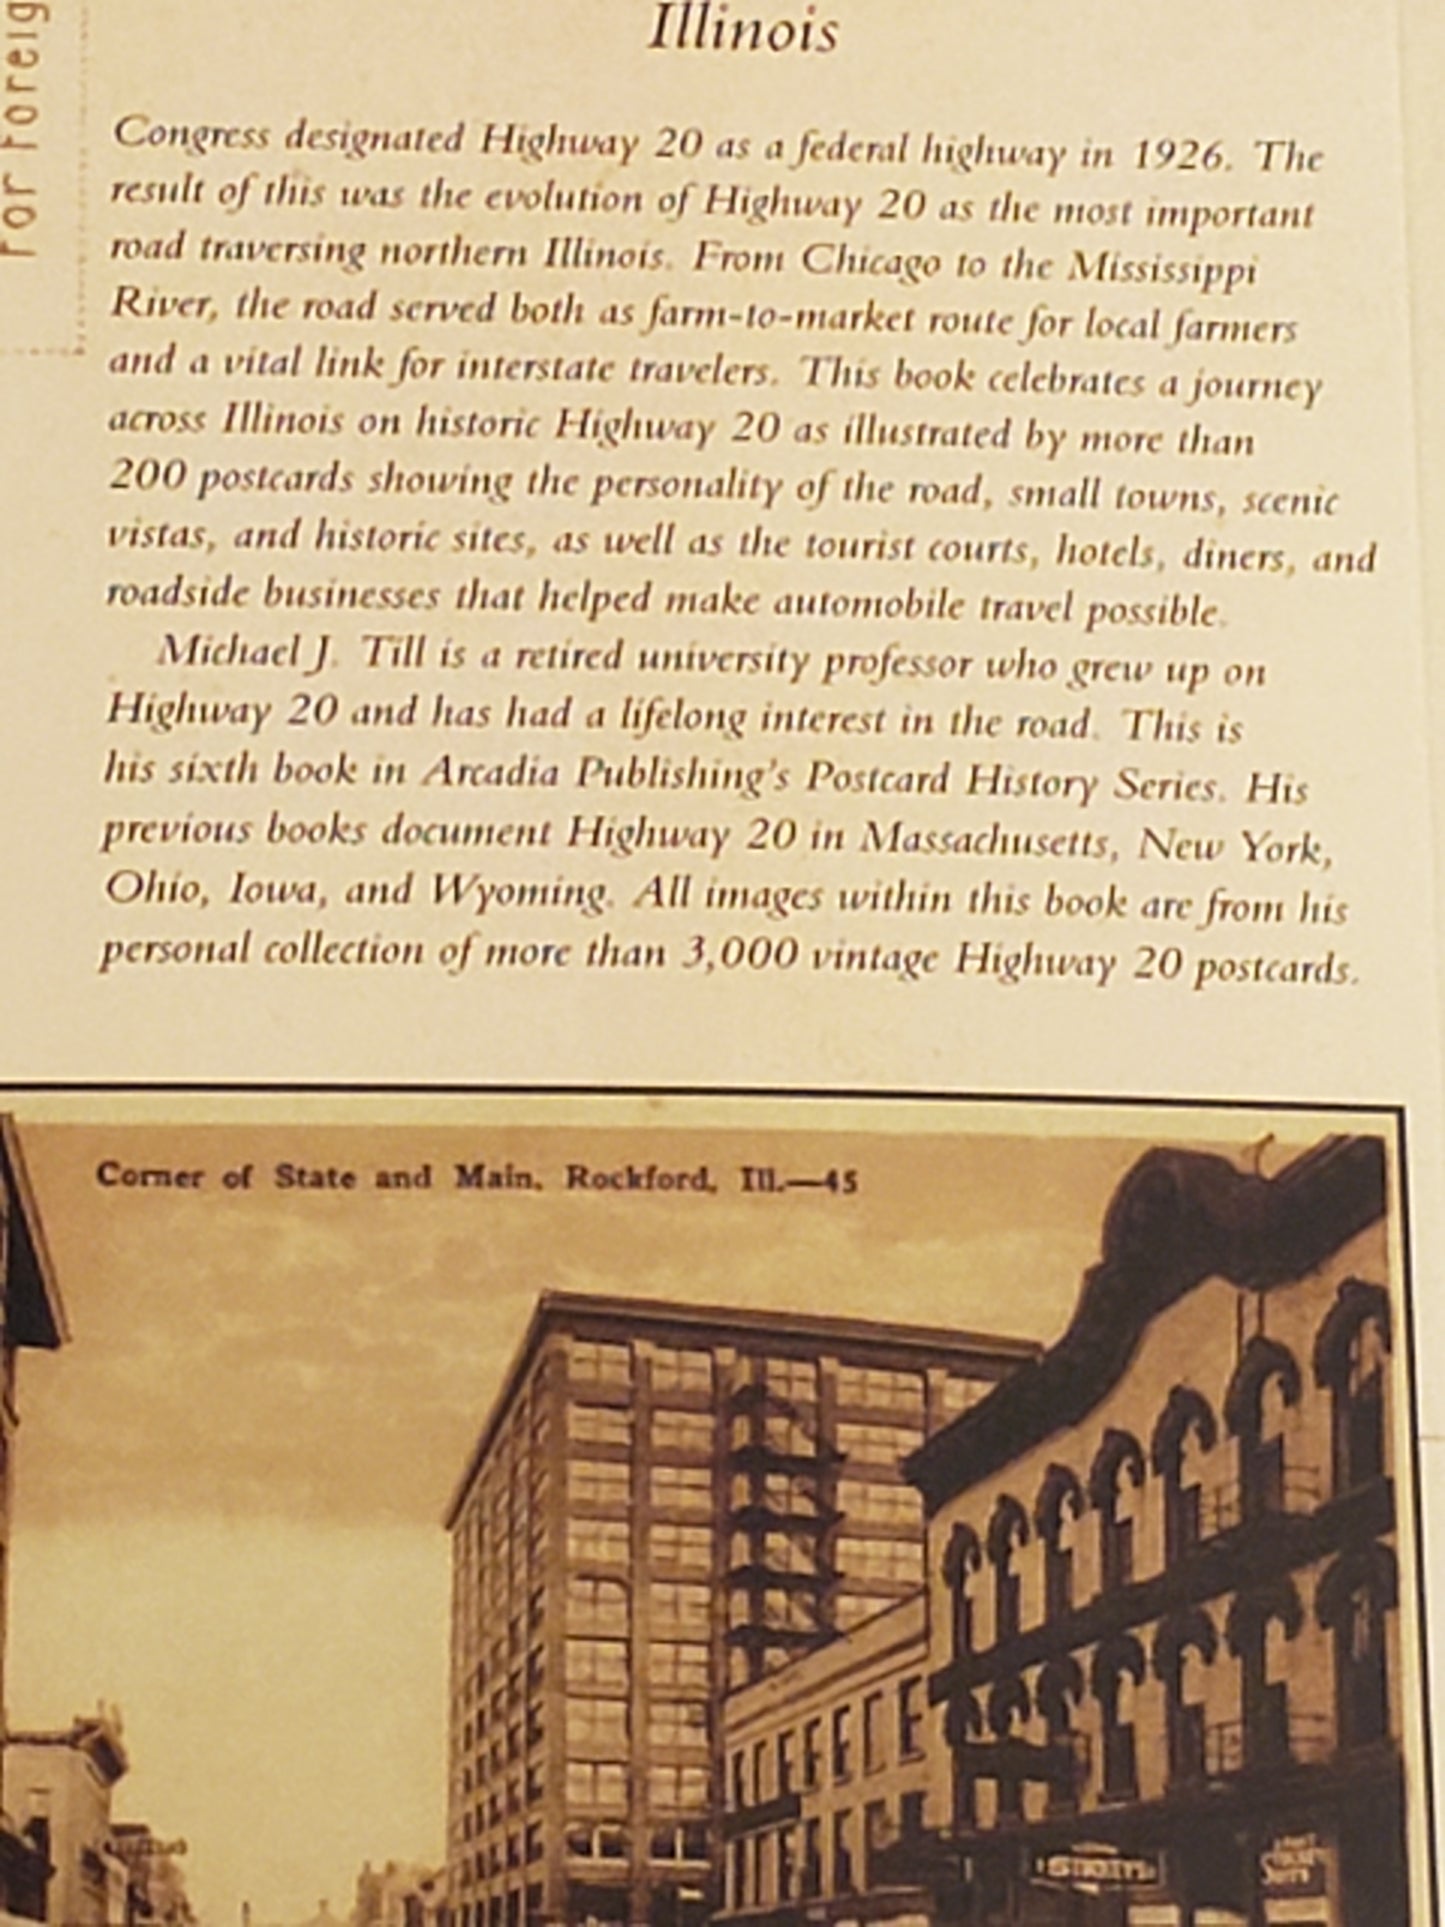 For Foreig
Illinois
Congress designated Highway 20 as a federal highway in 1926. The
result of this was the evolution of Highway 20 as the most important
road traversing northern Illinois. From Chicago to the Mississippi
River, the road served both as farm-to-market route for local farmers
and a vital link for interstate travelers. This book celebrates a journey
across Illinois on historic Highway 20 as illustrated by more than
200 postcards showing the personality of the road, small towns, scenic
vistas, and historic sites, as well as the tourist courts, hotels, diners, and
roadside businesses that helped make automobile travel possible.
Michael J. Till is a retired university professor who grew up on
Highway 20 and has had a lifelong interest in the road. This is
his sixth book in Arcadia Publishing's Postcard History Series. His
previous books document Highway 20 in Massachusetts, New York,
Ohio, Iowa, and Wyoming. All images within this book are from his
personal collection of more than 3,000 vintage Highway 20 postcards.
Corner of State and Main, Rockford, Ill.—45